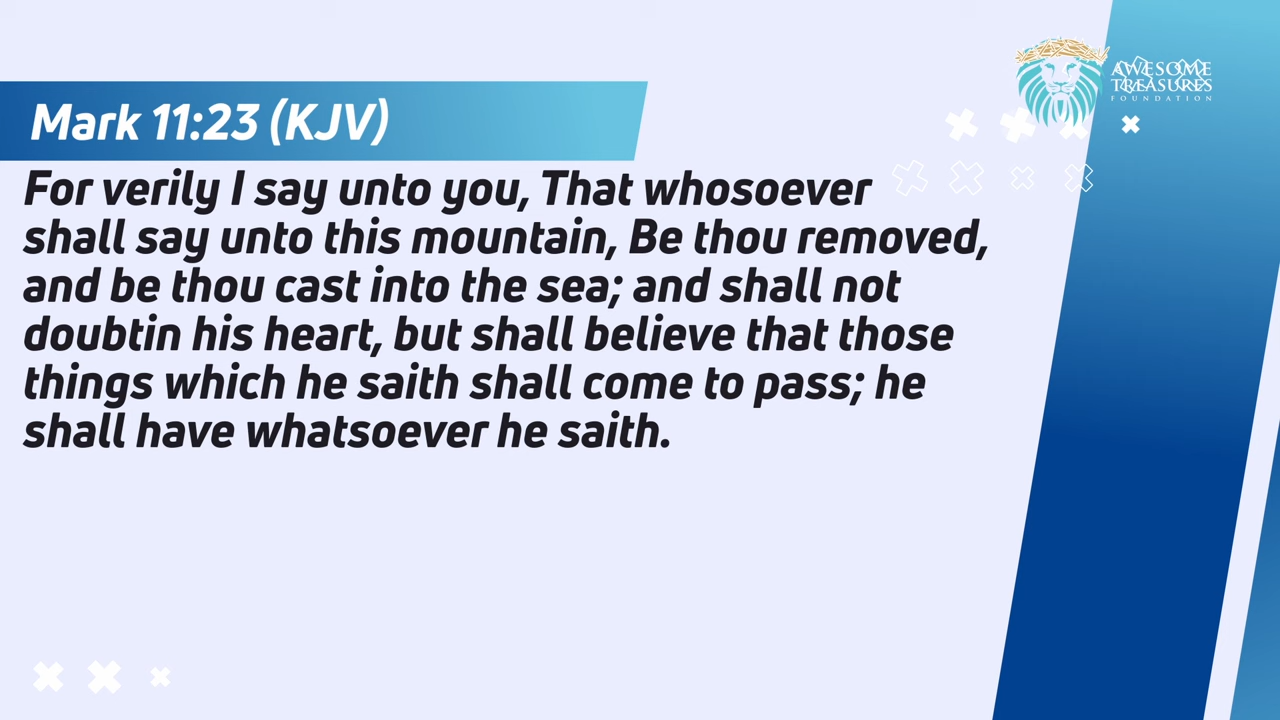 AWESOME
TREASURES
FOUNDATION
Mark 11:23 (KJV)
For verily I say unto you, That whosoever
shall say unto this mountain, Be thou removed,
and be thou cast into the sea; and shall not
doubtin his heart, but shall believe that those
things which he saith shall come to pass; he
shall have whatsoever he saith.